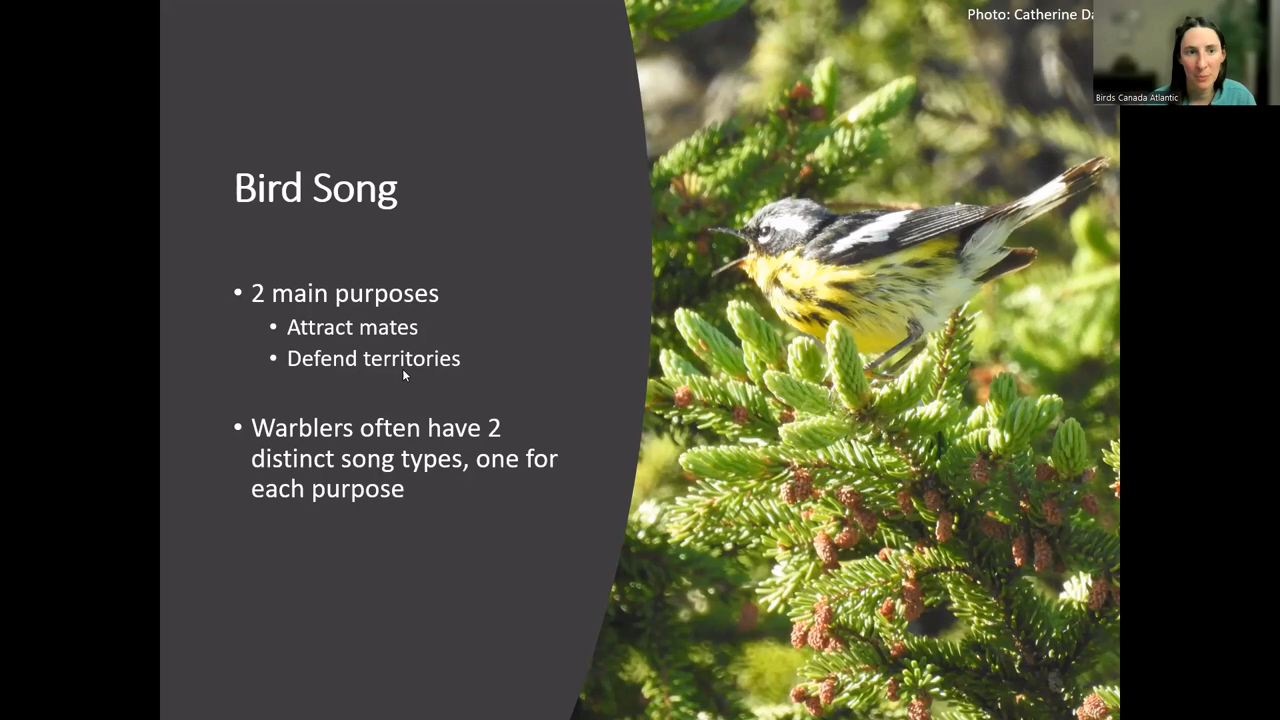 Photo: Catherine
Birds Canada Atlantic
Bird Song
• 2 main purposes
• Attract mates
• Defend territories
• Warblers often have 2
distinct song types, one for
each purpose